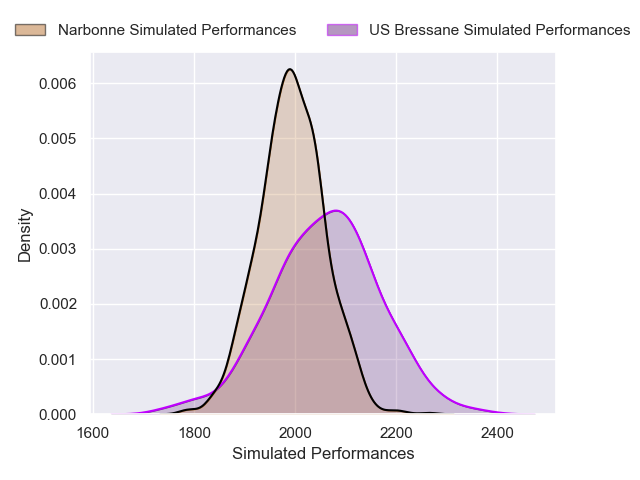 Narbonne Simulated Performances US Bressane Simulated Performances
0.006
0.005
0.004
0.003
0.002
0.001
0.000
Density
1600 1800 2000 2200 2400
Simulated Performances